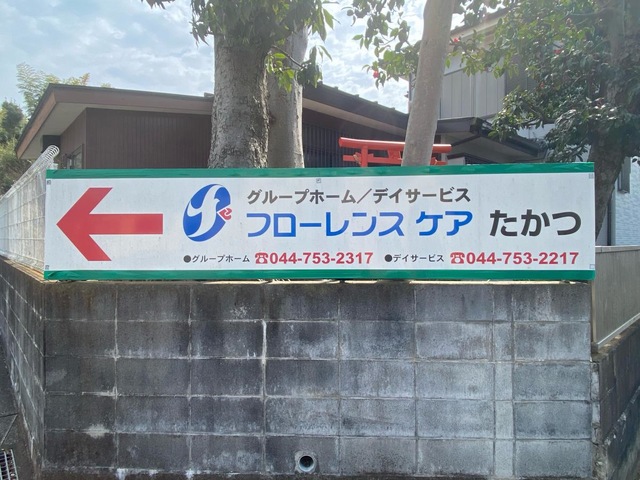 グループホーム／デイサービス
フローレンス ケア たかつ
●グループホーム ☎044-753-2317 ●デイサービス ☎044-753-2217